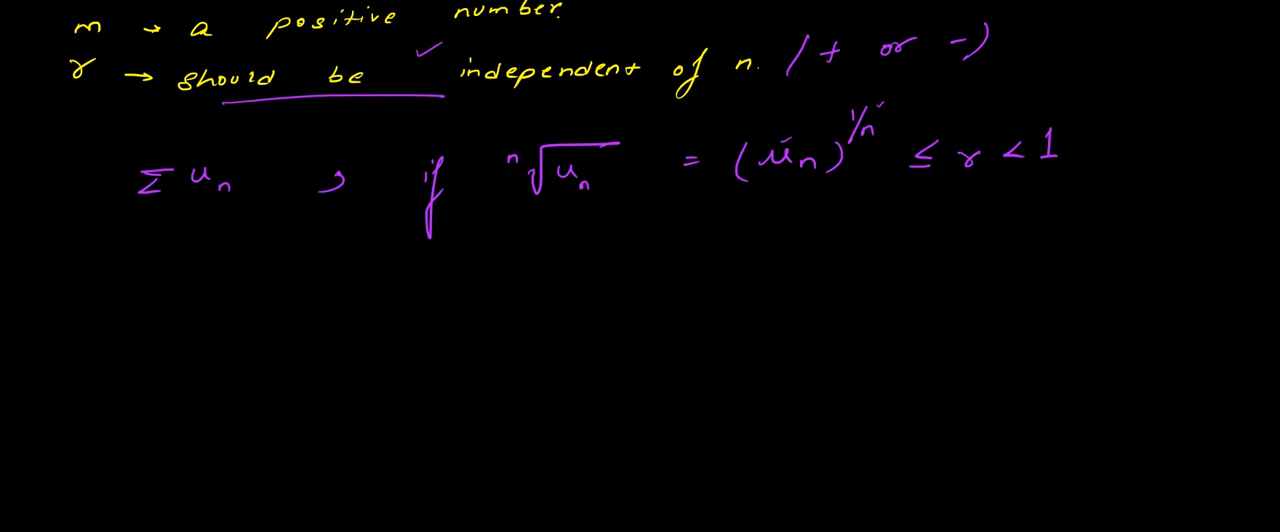 m → a positive number.
r → should be independent of n. (+ or -)
Σ uₙ , if ⁿ√uₙ = (uₙ)^1/n ≤ r < 1